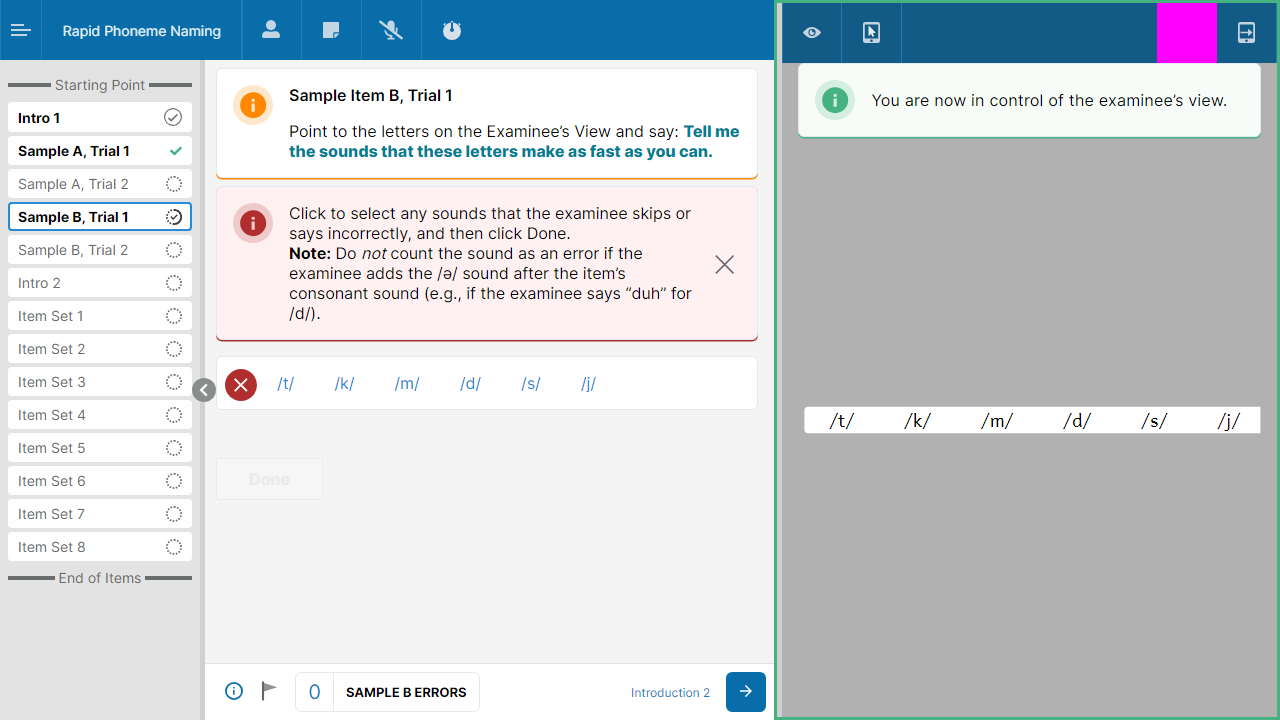 Rapid Phoneme Naming
Starting Point
Intro 1
Sample A, Trial 1
Sample A, Trial 2
Sample B, Trial 1
Sample B, Trial 2
Intro 2
Item Set 1
Item Set 2
Item Set 3
Item Set 4
Item Set 5
Item Set 6
Item Set 7
Item Set 8
End of Items
Sample Item B, Trial 1
Point to the letters on the Examinee’s View and say: Tell me
the sounds that these letters make as fast as you can.
Click to select any sounds that the examinee skips or
says incorrectly, and then click Done.
Note: Do not count the sound as an error if the
examinee adds the /ə/ sound after the item’s
consonant sound (e.g., if the examinee says “duh” for
/d/).
/t/ /k/ /m/ /d/ /s/ /j/
Done
0 SAMPLE B ERRORS
Introduction 2
You are now in control of the examinee’s view.
/t/ /k/ /m/ /d/ /s/ /j/